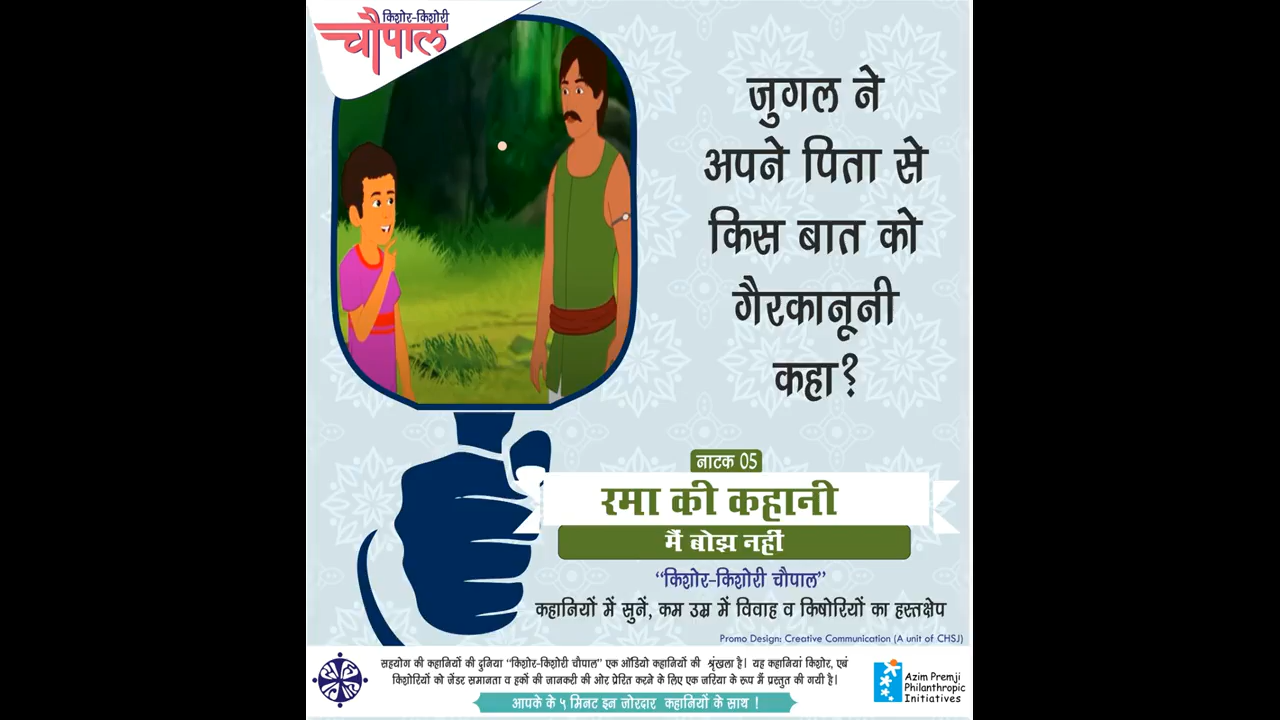 किशोर-किशोरी
चौपाल
जुगल ने
अपने पिता से
किस बात को
गैरकानूनी
कहा?
नाटक 05
रमा की कहानी
मैं बोझ नहीं
“किशोर-किशोरी चौपाल”
कहानियों में सुनें, कम उम्र में विवाह व किषोरियों का हस्तक्षेप
Promo Design: Creative Communication (A unit of CHSJ)
सहयोग की कहानियों की दुनिया “किशोर-किशोरी चौपाल” एक ऑडियो कहानियों की श्रृंखला है। यह कहानियां किशोर, एवं
किशोरियों को जेंडर समानता व हकों की जानकरी की ओर प्रेरित करने के लिए एक जरिया के रूप मैं प्रस्तुत की गयी है।
आपके के ५ मिनट इन जोरदार कहानियों के साथ !
Azim Premji
Philanthropic
Initiatives